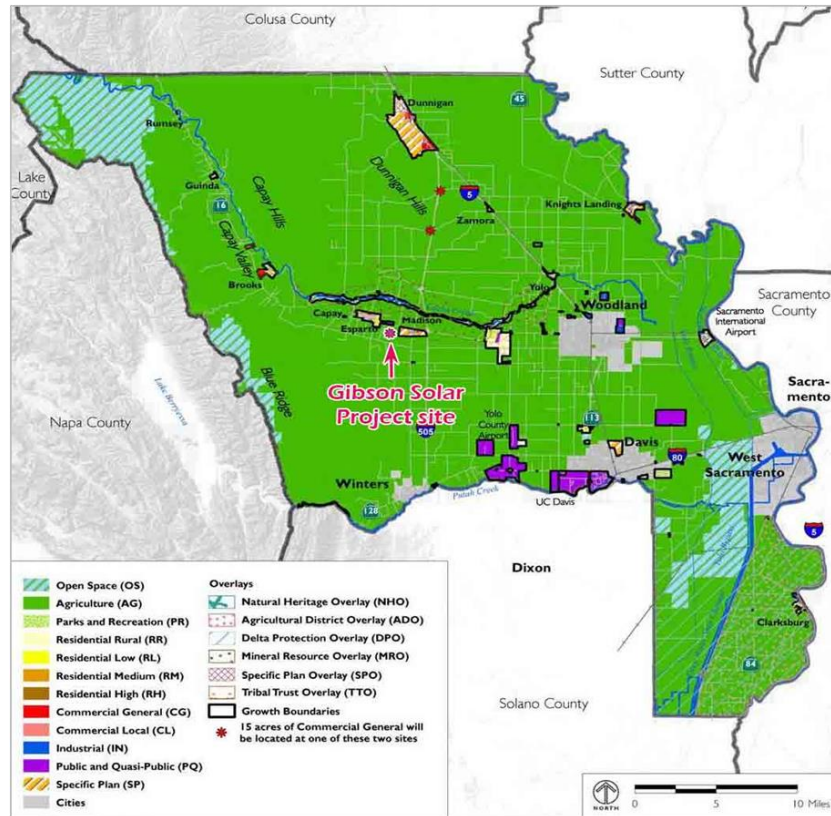 Colusa County
Sutter County
Dunnigan
45
Rumsey
Lake
County
Guinda
16
Capay Hills
Dunnigan Hills
5
Zamora
Knights Landing
Capay Valley
Brooks
Yolo
Woodland
Sacramento
County
Sacramento
International
Airport
Capay
Esparto
Madison
Gibson Solar
Project site
Blue Ridge
Lake Berryessa
Napa County
Sacra-
mento
Yolo
County
Airport
113
505
Davis
80
West
Sacramento
Winters
Putah Creek
UC Davis
128
5
Dixon
Clarksburg
84
Solano County
Open Space (OS)
Agriculture (AG)
Parks and Recreation (PR)
Residential Rural (RR)
Residential Low (RL)
Residential Medium (RM)
Residential High (RH)
Commercial General (CG)
Commercial Local (CL)
Industrial (IN)
Public and Quasi-Public (PQ)
Specific Plan (SP)
Cities
Overlays
Natural Heritage Overlay (NHO)
Agricultural District Overlay (ADO)
Delta Protection Overlay (DPO)
Mineral Resource Overlay (MRO)
Specific Plan Overlay (SPO)
Tribal Trust Overlay (TTO)
Growth Boundaries
15 acres of Commercial General will
be located at one of these two sites
NORTH
0 5 10 Miles